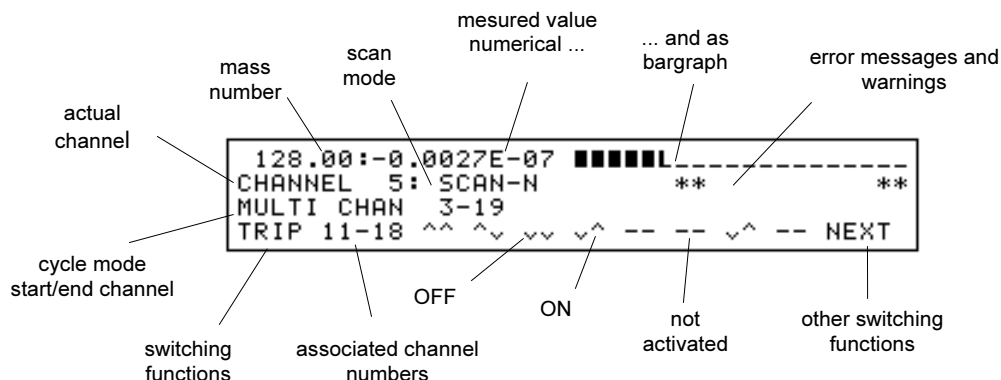 mesured value
numerical ...
... and as
bargraph
error messages and
warnings
scan
mode
mass
number
actual
channel
128.00:-0.0027E-07
CHANNEL 5: SCAN-N ** **
MULTI CHAN 3-19
TRIP 11-18 ^^ ^v vv v^ -- -- v^ -- NEXT
cycle mode
start/end channel
OFF
ON
not
activated
other switching
functions
switching
functions
associated channel
numbers